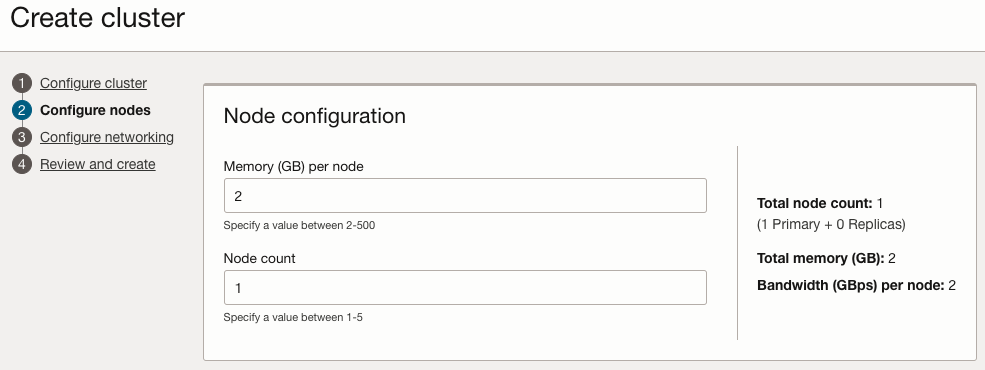 Create cluster
1 Configure cluster
2 Configure nodes
3 Configure networking
4 Review and create
Node configuration
Memory (GB) per node
2
Specify a value between 2-500
Node count
1
Specify a value between 1-5
Total node count: 1
(1 Primary + 0 Replicas)
Total memory (GB): 2
Bandwidth (GBps) per node: 2